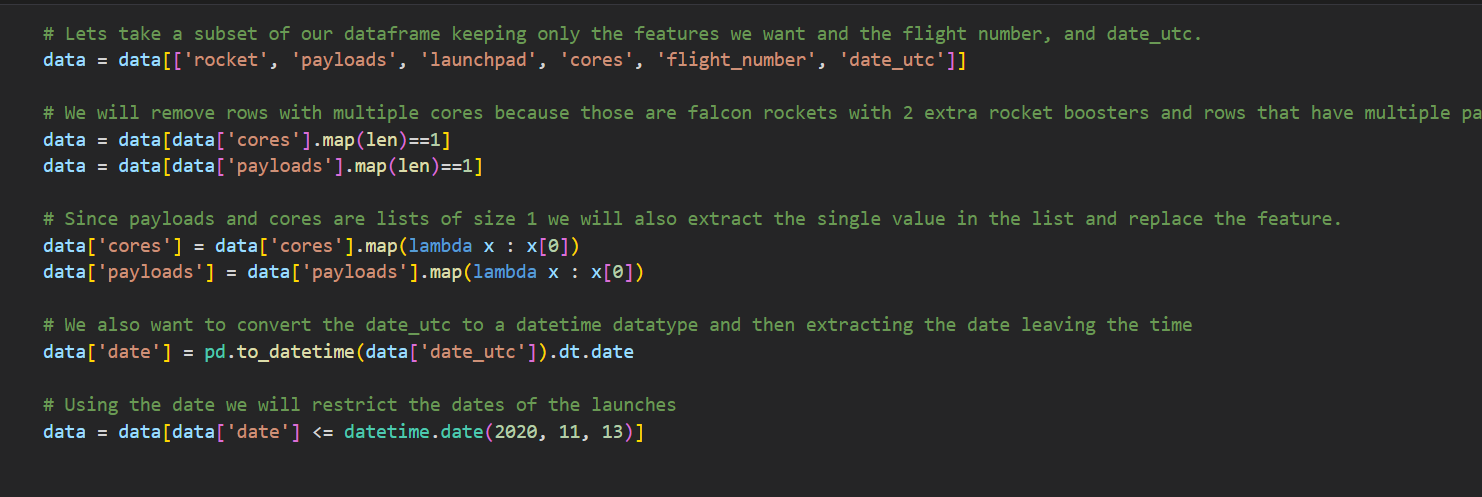 # Lets take a subset of our dataframe keeping only the features we want and the flight number, and date_utc.
data = data[['rocket', 'payloads', 'launchpad', 'cores', 'flight_number', 'date_utc']]
# We will remove rows with multiple cores because those are falcon rockets with 2 extra rocket boosters and rows that have multiple pa
data = data[data['cores'].map(len)==1]
data = data[data['payloads'].map(len)==1]
# Since payloads and cores are lists of size 1 we will also extract the single value in the list and replace the feature.
data['cores'] = data['cores'].map(lambda x : x[0])
data['payloads'] = data['payloads'].map(lambda x : x[0])
# We also want to convert the date_utc to a datetime datatype and then extracting the date leaving the time
data['date'] = pd.to_datetime(data['date_utc']).dt.date
# Using the date we will restrict the dates of the launches
data = data[data['date'] <= datetime.date(2020, 11, 13)]